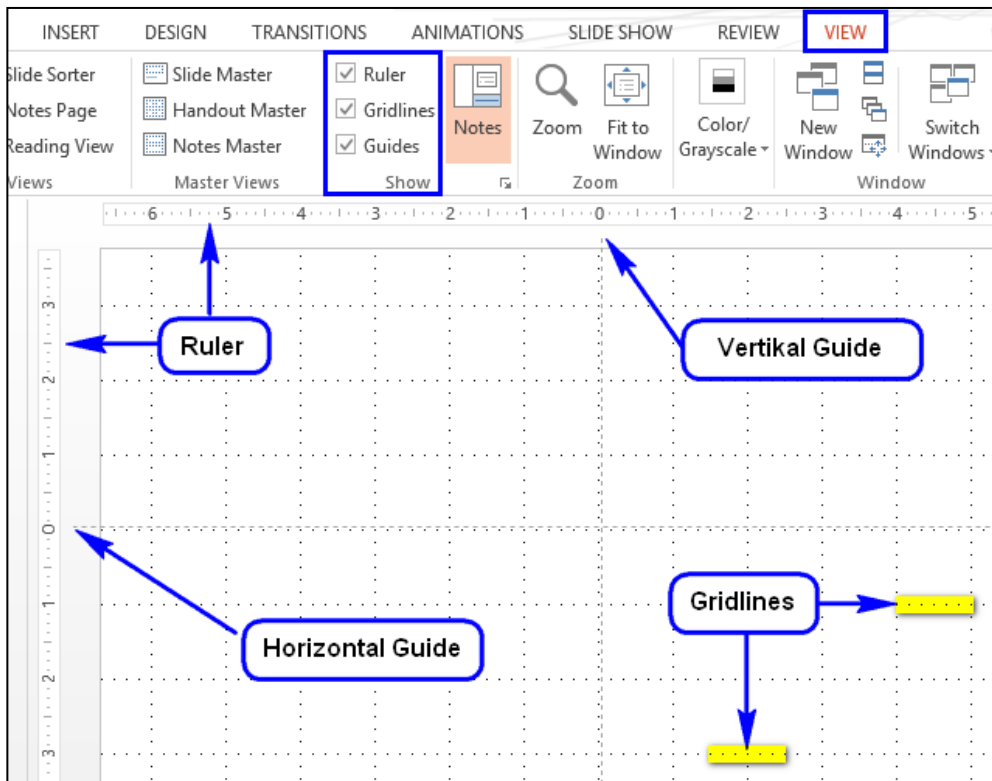 INSERT DESIGN TRANSITIONS ANIMATIONS SLIDE SHOW REVIEW VIEW
Slide Sorter
Notes Page
Reading View
Views
Slide Master
Handout Master
Notes Master
Master Views
Ruler
Gridlines
Guides
Show
Notes
Zoom
Fit to
Window
Zoom
Color/
Grayscale
New
Window
Switch
Windows
Window
6 5 4 3 2 1 0 1 2 3 4 5
3
2
1
0
1
2
3
Ruler
Vertikal Guide
Gridlines
Horizontal Guide